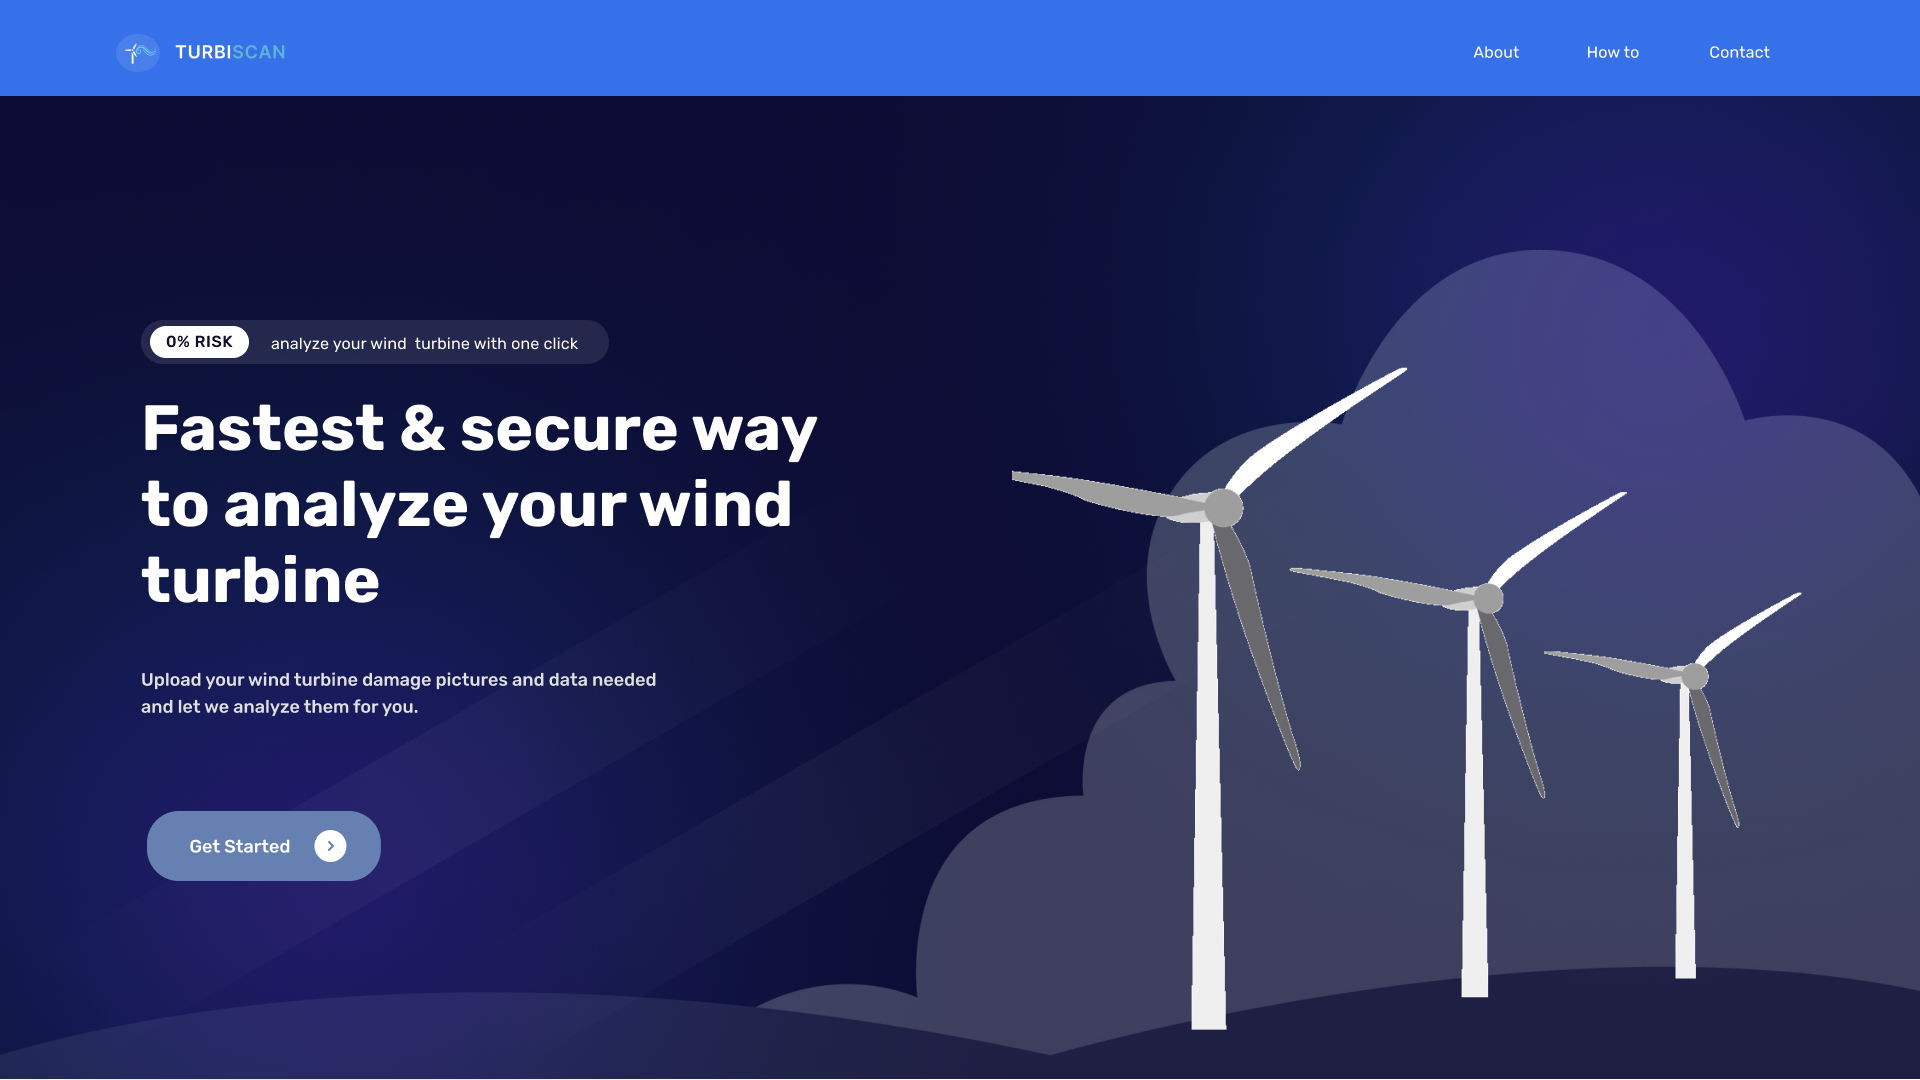 TURBISCAN
About
How to
Contact
0% RISK
analyze your wind  turbine with one click
Fastest & secure way
to analyze your wind
turbine
Upload your wind turbine damage pictures and data needed
and let we analyze them for you.
Get Started